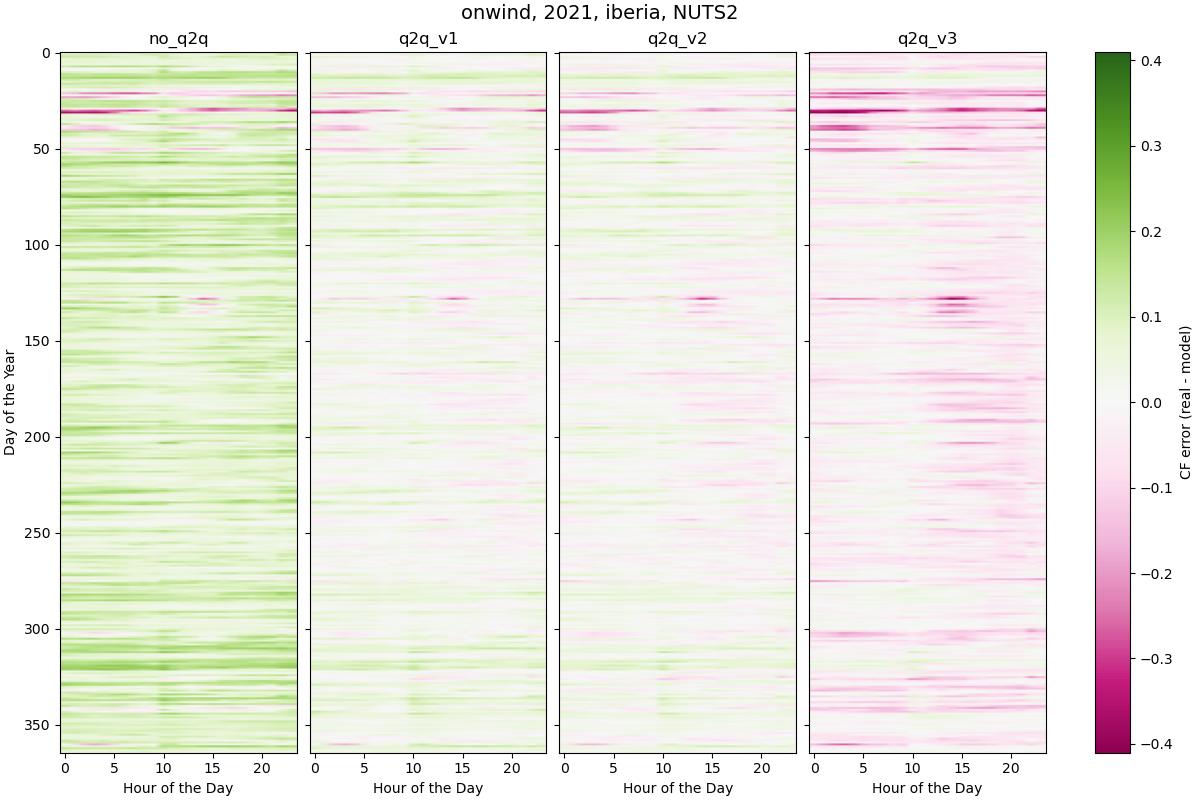 onwind, 2021, iberia, NUTS2
no_q2q
q2q_v1
q2q_v2
q2q_v3
Day of the Year
0
50
100
150
200
250
300
350
0 5 10 15 20
0 5 10 15 20
0 5 10 15 20
0 5 10 15 20
Hour of the Day
Hour of the Day
Hour of the Day
Hour of the Day
0.4
0.3
0.2
0.1
0.0
−0.1
−0.2
−0.3
−0.4
CF error (real - model)